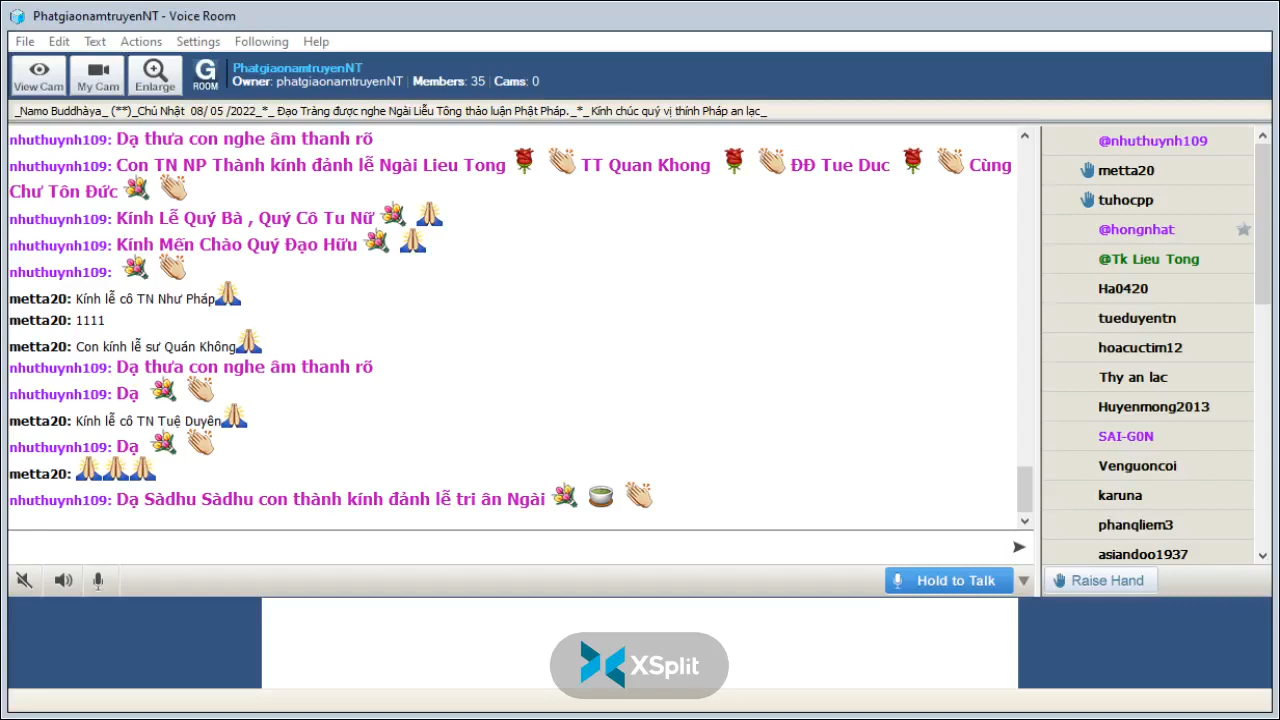 PhatgiaonamtruyenNT - Voice Room
File Edit Text Actions Settings Following Help
View Cam
My Cam
Enlarge
G
ROOM
PhatgiaonamtruyenNT
Owner: phatgiaonamtruyenNT | Members: 35 | Cams: 0
_Namo Buddhàya_ (**)_Chủ Nhật 08/ 05 /2022_*_ Đạo Tràng được nghe Ngài Liễu Tông thảo luận Phật Pháp._*_Kính chúc quý vị thính Pháp an lạc_
nhuthuynh109: Dạ thưa con nghe âm thanh rõ
nhuthuynh109: Con TN NP Thành kính đảnh lễ Ngài Lieu Tong TT Quan Khong ĐĐ Tue Duc Cùng
Chư Tôn Đức
nhuthuynh109: Kính Lễ Quý Bà , Quý Cô Tu Nữ
nhuthuynh109: Kính Mến Chào Quý Đạo Hữu
nhuthuynh109:
metta20: Kính lễ cô TN Như Pháp
metta20: 1111
metta20: Con kính lễ sư Quán Không
nhuthuynh109: Dạ thưa con nghe âm thanh rõ
nhuthuynh109: Dạ
metta20: Kính lễ cô TN Tuệ Duyên
nhuthuynh109: Dạ
metta20:
nhuthuynh109: Dạ Sàdhu Sàdhu con thành kính đảnh lễ tri ân Ngài
@nhuthuynh109
metta20
tuhocpp
@hongnhat
@Tk Lieu Tong
Ha0420
tueduyentn
hoacuctim12
Thy an lac
Huyenmong2013
SAI-G0N
Venguoncoi
karuna
phanqliem3
asiandoo1937
Hold to Talk
Raise Hand
XSplit